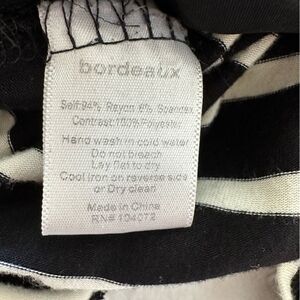 bordeaux
Self:94% Rayon 6% Spandex
Contrast:100%Polyester
Hand wash in cold water
Do not bleach
Lay flat to dry
Cool iron on reverse side
or Dry clean
Made in China
RN#